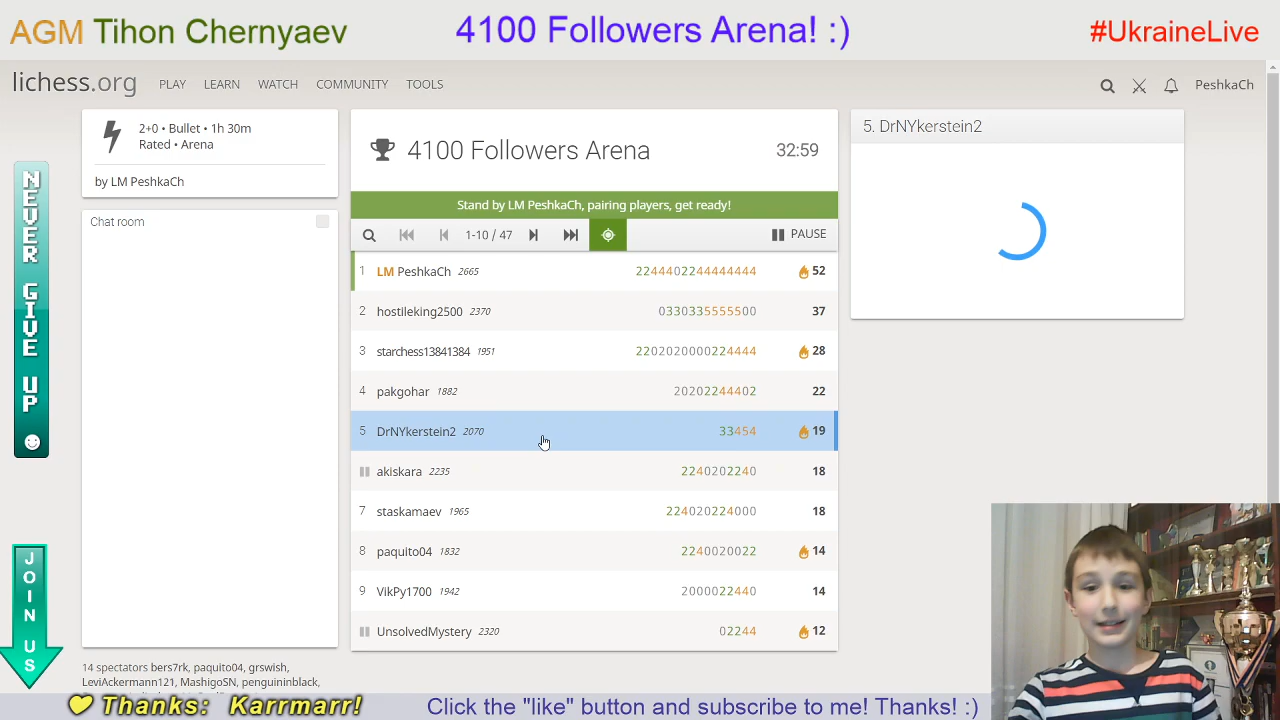 AGM Tihon Chernyaev
4100 Followers Arena! :)
#UkraineLive
lichess.org PLAY LEARN WATCH COMMUNITY TOOLS PeshkaCh
2+0 • Bullet • 1h 30m
Rated • Arena
by LM PeshkaCh
Chat room
4100 Followers Arena 32:59
Stand by LM PeshkaCh, pairing players, get ready!
1-10 / 47 PAUSE
1 LM PeshkaCh 2665 22444022444444444 52
2 hostileking2500 2370 0330335555500 37
3 starchess13841384 1951 2202020000224444 28
4 pakgohar 1882 20202244402 22
5 DrNYkerstein2 2070 33454 19
akiskara 2235 2240202240 18
7 staskamaev 1965 224020224000 18
8 paquito04 1832 2240020022 14
9 VikPy1700 1942 2000022440 14
UnsolvedMystery 2320 02244 12
5. DrNYkerstein2
14 spectators bers7rk, paquito04, grswish,
LeviAckermann121, MashigoSN, penguininblack,
NEVER GIVE UP
JOIN US
Thanks: Karrmarr!
Click the "like" button and subscribe to me! Thanks! :)